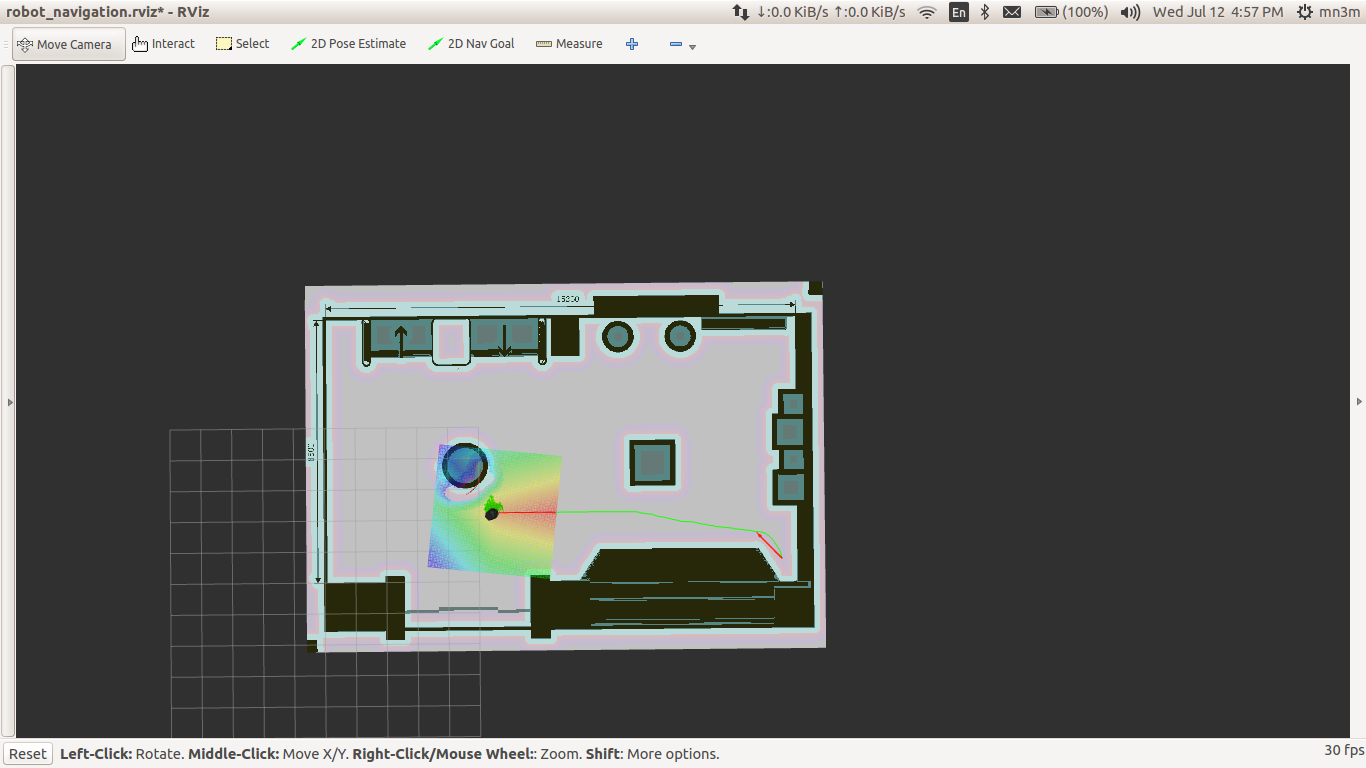 robot_navigation.rviz* - RViz
↓:0.0 KiB/s ↑:0.0 KiB/s En (100%) Wed Jul 12 4:57 PM mn3m
Move Camera Interact Select 2D Pose Estimate 2D Nav Goal Measure
15200
Reset Left-Click: Rotate. Middle-Click: Move X/Y. Right-Click/Mouse Wheel:: Zoom. Shift: More options. 30 fps